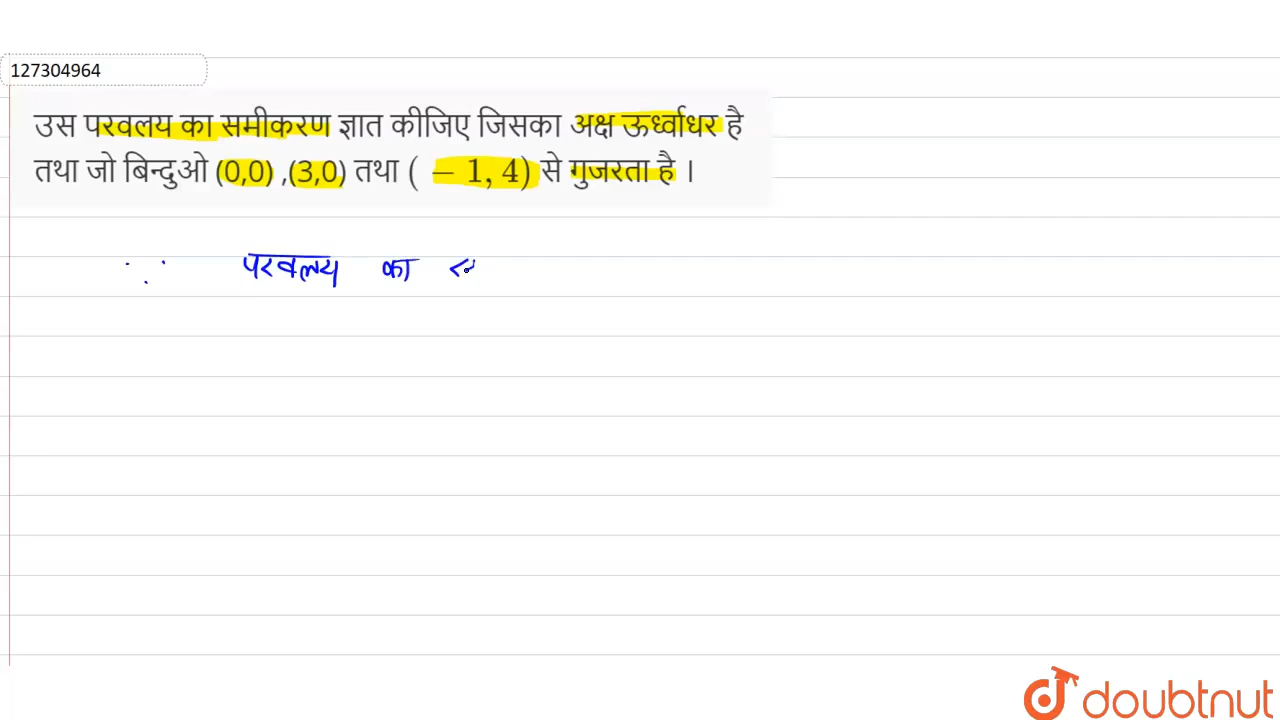 127304964
उस परवलय का समीकरण ज्ञात कीजिए जिसका अक्ष ऊर्ध्वाधर है
तथा जो बिन्दुओ (0,0) ,(3,0) तथा ( − 1, 4) से गुजरता है ।
∵ परवलय का
doubtnut